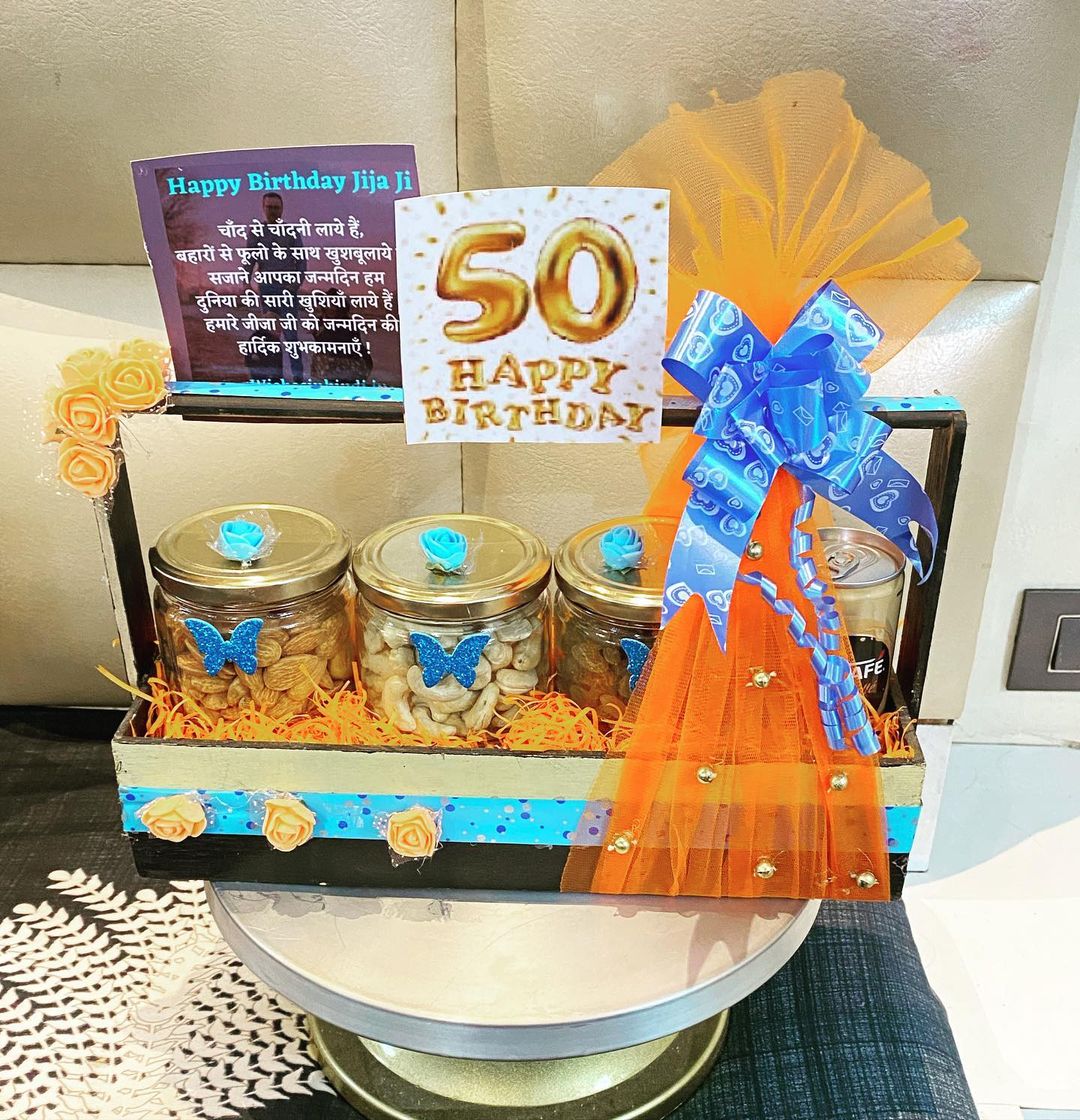 Happy Birthday Jija Ji
चाँद से चाँदनी लाये हैं,
बहारों से फूलो के साथ खुशबूलाये
सजाने आपका जन्मदिन हम
दुनिया की सारी खुशियाँ लाये हैं
हमारे जीजा जी को जन्मदिन की
हार्दिक शुभकामनाएँ !
50
HAPPY
BIRTHDAY